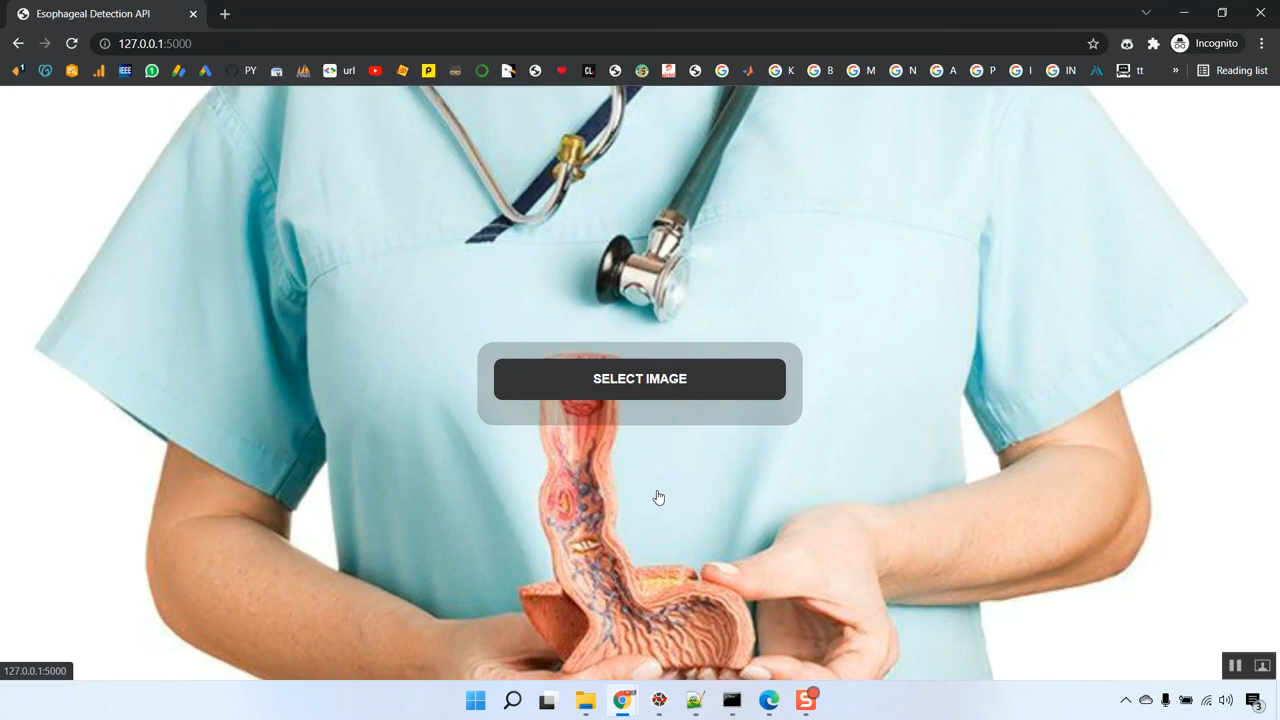 Esophageal Detection API
127.0.0.1:5000
Incognito
PY
url
K
B
M
N
A
P
I
IN
tt
»
Reading list
SELECT IMAGE
127.0.0.1:5000